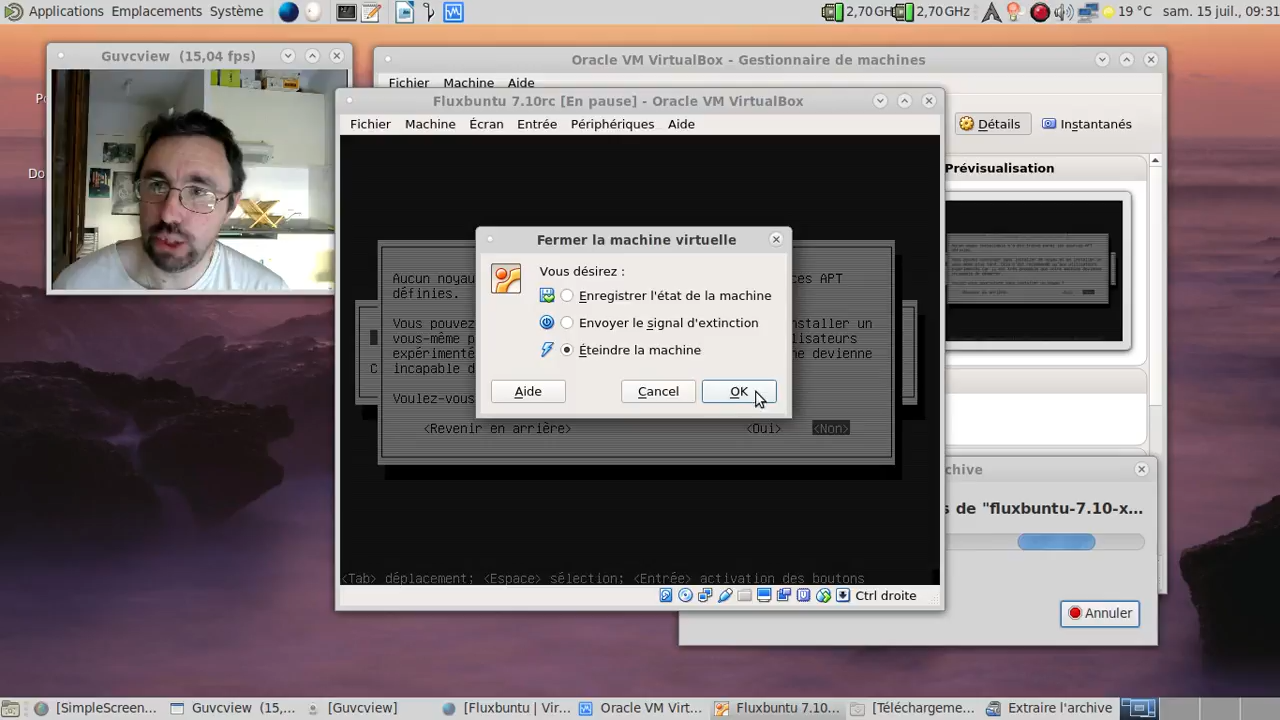 Applications Emplacements Système
2,70 GH 2,70 GHz
19 °C sam. 15 juil., 09:31
Guvcview (15,04 fps)
Oracle VM VirtualBox - Gestionnaire de machines
Fichier Machine Aide
Fluxbuntu 7.10rc [En pause] - Oracle VM VirtualBox
Fichier Machine Écran Entrée Périphériques Aide
Détails
Instantanés
Prévisualisation
Fermer la machine virtuelle
Vous désirez :
Enregistrer l'état de la machine
Envoyer le signal d'extinction
Éteindre la machine
Aide Cancel OK
Aucun noyau
ces APT
définies.
Vous pouvez
nstaller un
vous-même p
lisateurs
expérimenté
ne devienne
incapable d
Voulez-vous
<Revenir en arrière> <Oui> <Non>
<Tab> déplacement; <Espace> sélection; <Entrée> activation des boutons
Ctrl droite
chive
s de "fluxbuntu-7.10-x...
Annuler
[SimpleScreen... Guvcview (15,... [Guvcview] [Fluxbuntu | Vir... Oracle VM Virt... Fluxbuntu 7.10... [Téléchargeme... Extraire l'archive